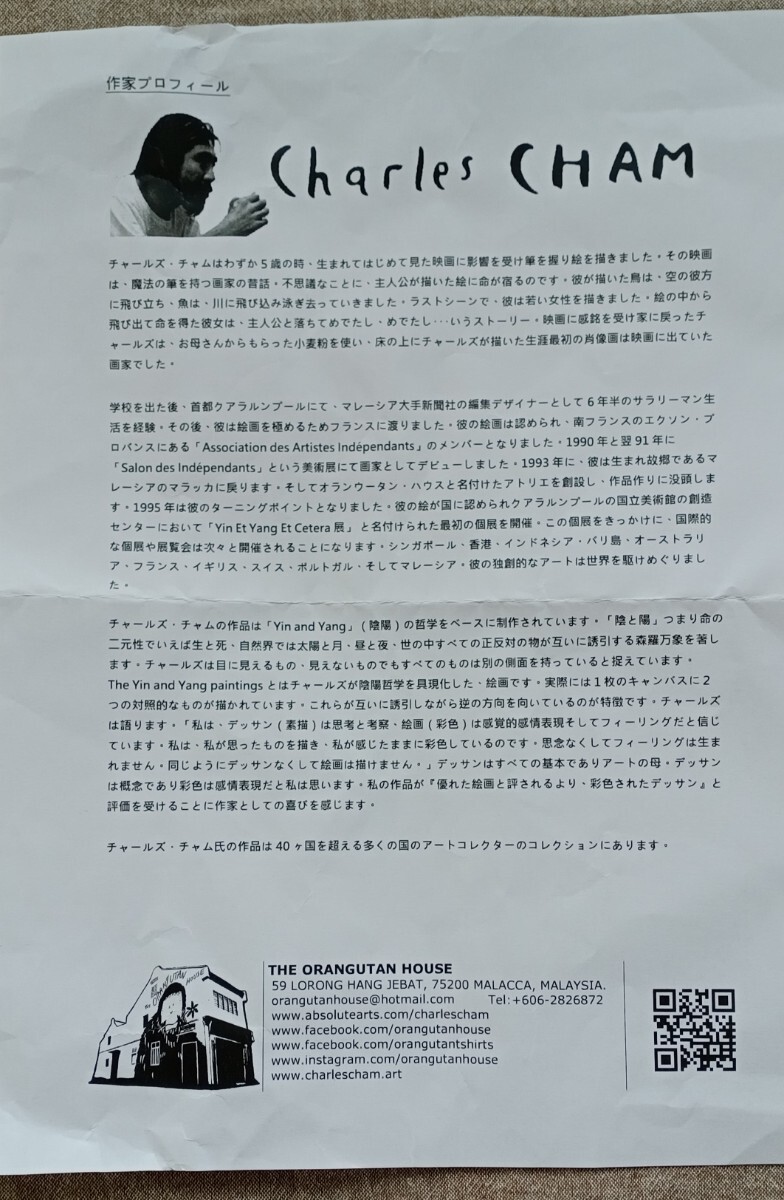 作家プロフィール
Charles CHAM
チャールズ・チャムはわずか5歳の時、生まれてはじめて見た映画に影響を受け筆を握り絵を描きました。その映画
は、魔法の筆を持つ画家の昔話。不思議なことに、主人公が描いた絵に命が宿るのです。彼が描いた鳥は、空の彼方
に飛び立ち、魚は、川に飛び込み泳ぎ去っていきました。ラストシーンで、彼は若い女性を描きました。絵の中から
飛び出て命を得た彼女は、主人公と落ちてめでたし、めでたし･･･いうストーリー。映画に感銘を受け家に戻ったチ
ャールズは、お母さんからもらった小麦粉を使い、床の上にチャールズが描いた生涯最初の肖像画は映画に出ていた
画家でした。
学校を出た後、首都クアラルンプールにて、マレーシア大手新聞社の編集デザイナーとして6年半のサラリーマン生
活を経験。その後、彼は絵画を極めるためフランスに渡りました。彼の絵画は認められ、南フランスのエクソン・プ
ロバンスにある「Association des Artistes Indépendants」のメンバーとなりました。1990年と翌91年に
「Salon des Indépendants」という美術展にて画家としてデビューしました。1993年に、彼は生まれ故郷であるマ
レーシアのマラッカに戻ります。そしてオランウータン・ハウスと名付けたアトリエを創設し、作品作りに没頭しま
す。1995年は彼のターニングポイントとなりました。彼の絵が国に認められクアラルンプールの国立美術館の創造
センターにおいて「Yin Et Yang Et Cetera 展」と名付けられた最初の個展を開催。この個展をきっかけに、国際的
な個展や展覧会は次々と開催されることになります。シンガポール・香港・インドネシア・バリ島・オーストラリ
ア・フランス・イギリス・スイス・ポルトガル・そしてマレーシア。彼の独創的なアートは世界を駆けめぐりまし
た。
チャールズ・チャムの作品は「Yin and Yang」(陰陽)の哲学をベースに制作されています。「陰と陽」つまり命の
二元性でいえば生と死、自然界では太陽と月、昼と夜、世の中すべての正反対の物が互いに誘引する森羅万象を著し
ます。チャールズは目に見えるもの、見えないものでもすべてのものは別の側面を持っていると捉えています。
The Yin and Yang paintings とはチャールズが陰陽哲学を具現化した、絵画です。実際には1枚のキャンバスに2
つの対照的なものが描かれています。これらが互いに誘引しながら逆の方向を向いているのが特徴です。チャールズ
は語ります。「私は、デッサン(素描)は思考と考察、絵画(彩色)は感覚的感情表現そしてフィーリングだと信じ
ています。私は、私が思ったものを描き、私が感じたままに彩色しているのです。思念なくしてフィーリングは生ま
れません。同じようにデッサンなくして絵画は描けません。」デッサンはすべての基本でありアートの母。デッサン
は概念であり彩色は感情表現だと私は思います。私の作品が『優れた絵画と評されるより、彩色されたデッサン』と
評価を受けることに作家としての喜びを感じます。
チャールズ・チャム氏の作品は40ヶ国を超える多くの国のアートコレクターのコレクションにあります。
THE ORANGUTAN HOUSE
THE ORANGUTAN HOUSE
59 LORONG HANG JEBAT, 75200 MALACCA, MALAYSIA.
orangutanhouse@hotmail.com Tel:+606-2826872
www.absolutearts.com/charlescham
www.facebook.com/orangutanhouse
www.facebook.com/orangutantshirts
www.instagram.com/orangutanhouse
www.charlescham.art